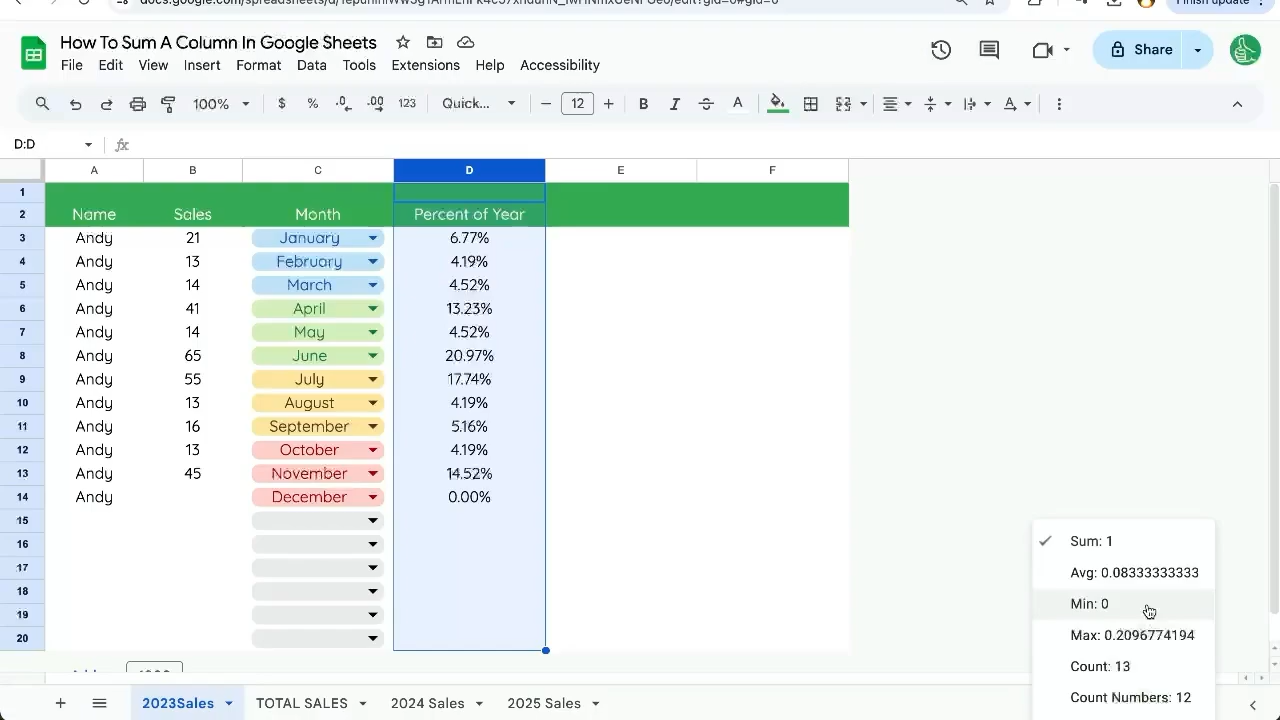 How To Sum A Column In Google Sheets
Share
File Edit View Insert Format Data Tools Extensions Help Accessibility
100% $ % .0 .00 123 Quick... − 12 + B I S A
D:D fx
A B C D E F
1
2 Name Sales Month Percent of Year
3 Andy 21 January 6.77%
4 Andy 13 February 4.19%
5 Andy 14 March 4.52%
6 Andy 41 April 13.23%
7 Andy 14 May 4.52%
8 Andy 65 June 20.97%
9 Andy 55 July 17.74%
10 Andy 13 August 4.19%
11 Andy 16 September 5.16%
12 Andy 13 October 4.19%
13 Andy 45 November 14.52%
14 Andy December 0.00%
15
16
17
18
19
20
Sum: 1
Avg: 0.08333333333
Min: 0
Max: 0.2096774194
Count: 13
Count Numbers: 12
2023Sales TOTAL SALES 2024 Sales 2025 Sales